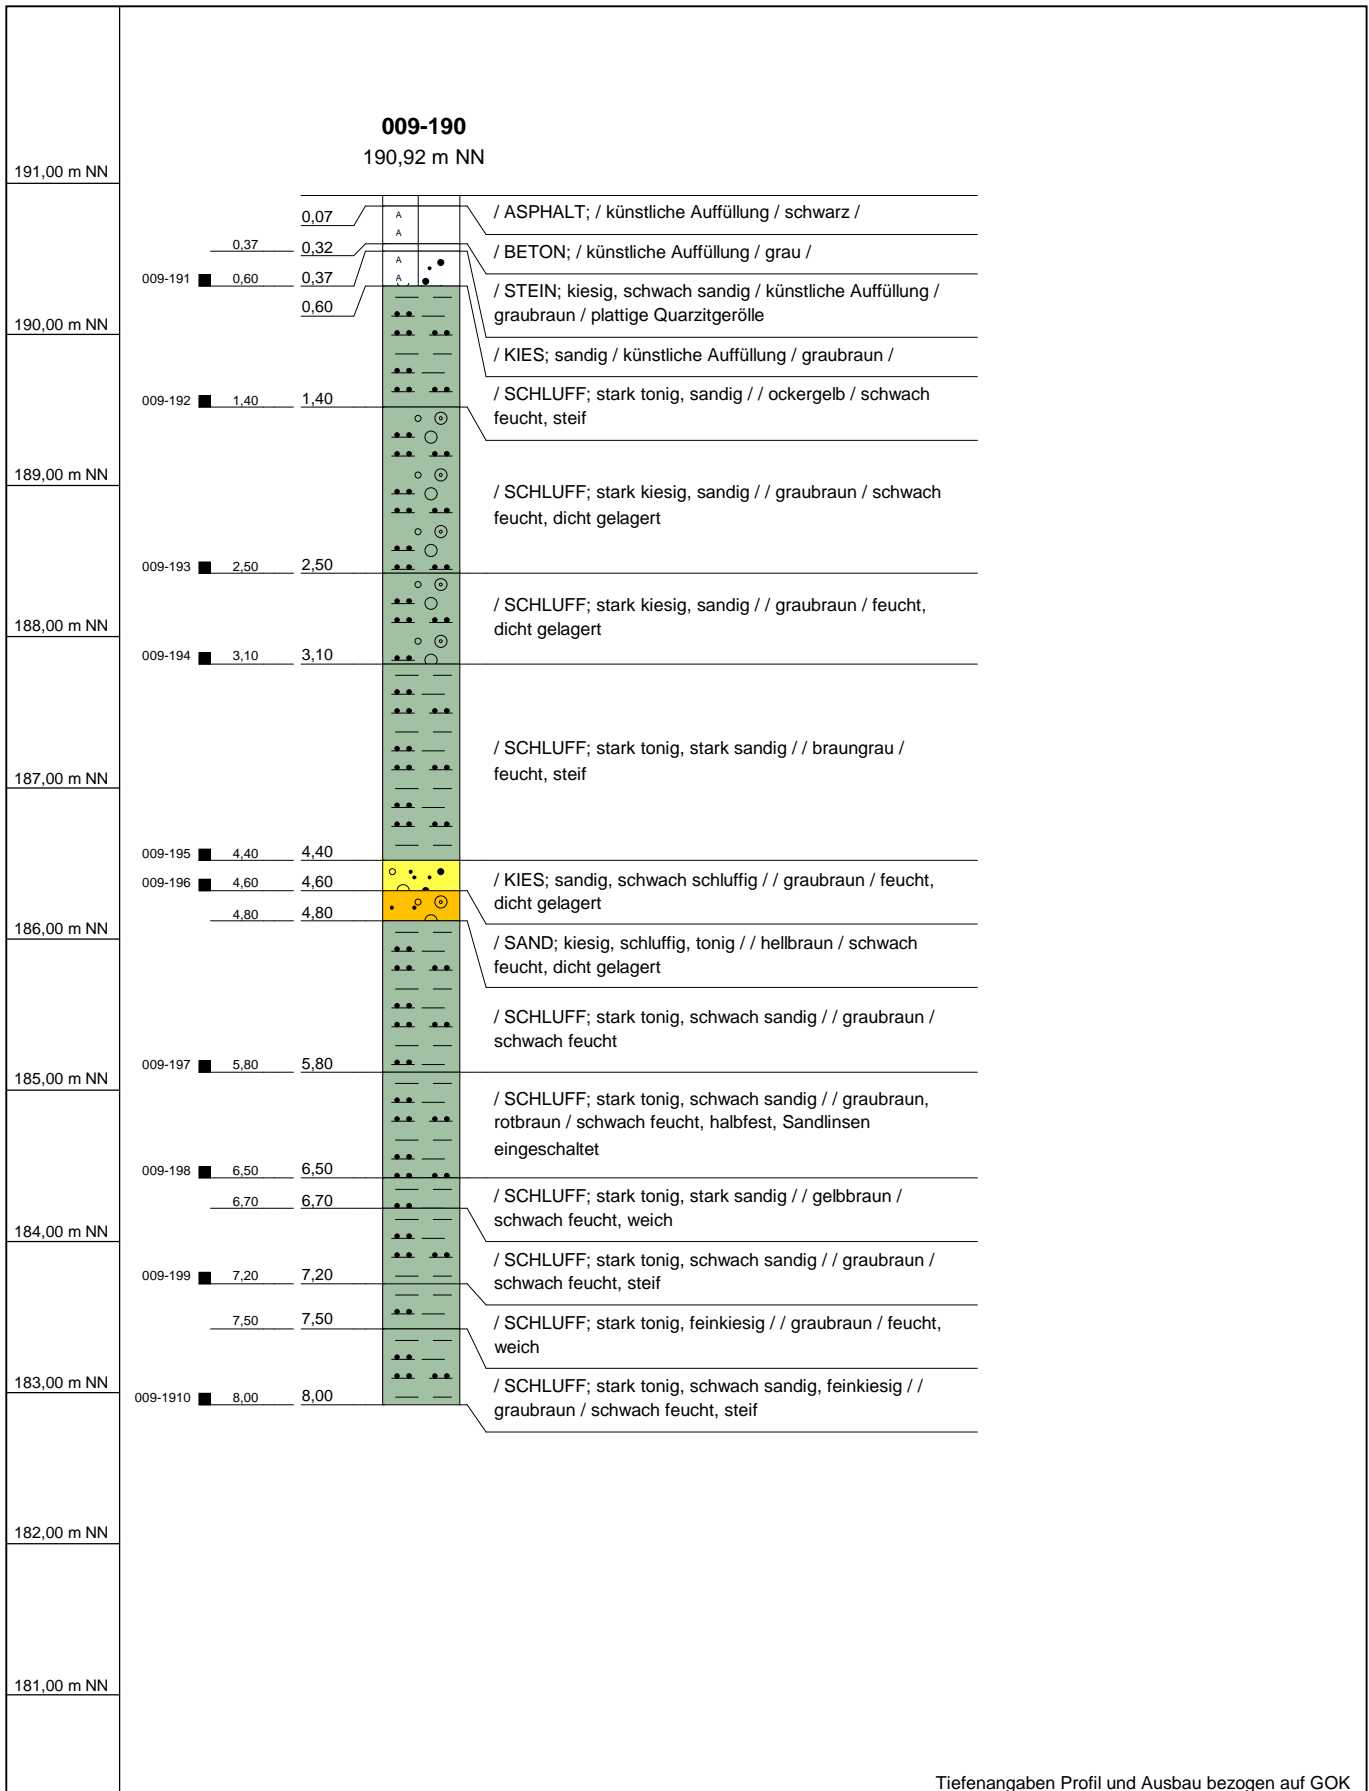 009-190
190,92 m NN
191,00 m NN
0,07
A
A
/ ASPHALT; / künstliche Auffüllung / schwarz /
0,37
0,32
/ BETON; / künstliche Auffüllung / grau /
009-191
0,60
0,37
A
A
/ STEIN; kiesig, schwach sandig / künstliche Auffüllung /
graubraun / plattige Quarzitgerölle
0,60
190,00 m NN
/ KIES; sandig / künstliche Auffüllung / graubraun /
009-192
1,40
1,40
/ SCHLUFF; stark tonig, sandig / / ockergelb / schwach
feucht, steif
189,00 m NN
/ SCHLUFF; stark kiesig, sandig / / graubraun / schwach
feucht, dicht gelagert
009-193
2,50
2,50
/ SCHLUFF; stark kiesig, sandig / / graubraun / feucht,
dicht gelagert
188,00 m NN
009-194
3,10
3,10
/ SCHLUFF; stark tonig, stark sandig / / braungrau /
feucht, steif
187,00 m NN
009-195
4,40
4,40
009-196
4,60
4,60
/ KIES; sandig, schwach schluffig / / graubraun / feucht,
dicht gelagert
4,80
4,80
186,00 m NN
/ SAND; kiesig, schluffig, tonig / / hellbraun / schwach
feucht, dicht gelagert
/ SCHLUFF; stark tonig, schwach sandig / / graubraun /
schwach feucht
009-197
5,80
5,80
185,00 m NN
/ SCHLUFF; stark tonig, schwach sandig / / graubraun,
rotbraun / schwach feucht, halbfest, Sandlinsen
eingeschaltet
009-198
6,50
6,50
6,70
6,70
/ SCHLUFF; stark tonig, stark sandig / / gelbbraun /
schwach feucht, weich
184,00 m NN
009-199
7,20
7,20
/ SCHLUFF; stark tonig, schwach sandig / / graubraun /
schwach feucht, steif
7,50
7,50
/ SCHLUFF; stark tonig, feinkiesig / / graubraun / feucht,
weich
183,00 m NN
009-1910
8,00
8,00
/ SCHLUFF; stark tonig, schwach sandig, feinkiesig / /
graubraun / schwach feucht, steif
182,00 m NN
181,00 m NN
Tiefenangaben Profil und Ausbau bezogen auf GOK